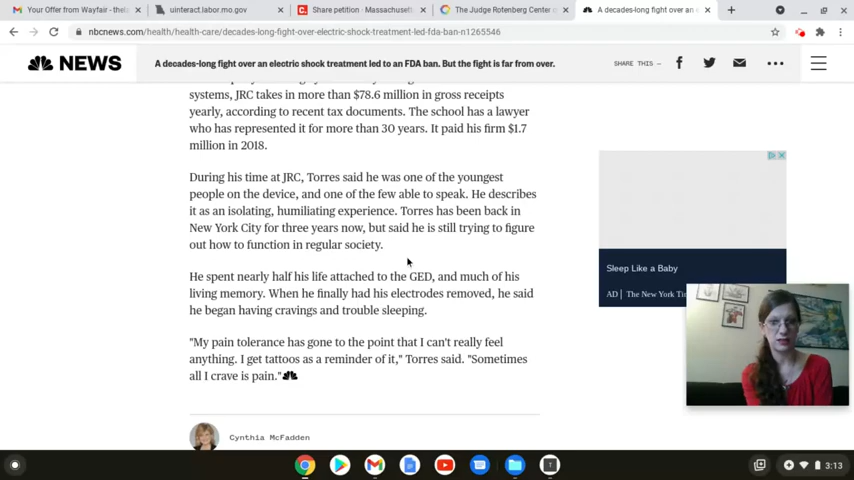 Your Offer from Wayfair - thelp
uinteract.labor.mo.gov
Share petition · Massachuset
The Judge Rotenberg Center o
A decades-long fight over an e
nbcnews.com/health/health-care/decades-long-fight-over-electric-shock-treatment-led-fda-ban-n1265546
NEWS
A decades-long fight over an electric shock treatment led to an FDA ban. But the fight is far from over.
SHARE THIS —
systems, JRC takes in more than $78.6 million in gross receipts
yearly, according to recent tax documents. The school has a lawyer
who has represented it for more than 30 years. It paid his firm $1.7
million in 2018.
During his time at JRC, Torres said he was one of the youngest
people on the device, and one of the few able to speak. He describes
it as an isolating, humiliating experience. Torres has been back in
New York City for three years now, but said he is still trying to figure
out how to function in regular society.
He spent nearly half his life attached to the GED, and much of his
living memory. When he finally had his electrodes removed, he said
he began having cravings and trouble sleeping.
"My pain tolerance has gone to the point that I can't really feel
anything. I get tattoos as a reminder of it," Torres said. "Sometimes
all I crave is pain."
Sleep Like a Baby
AD | The New York Ti
Cynthia McFadden
3:13